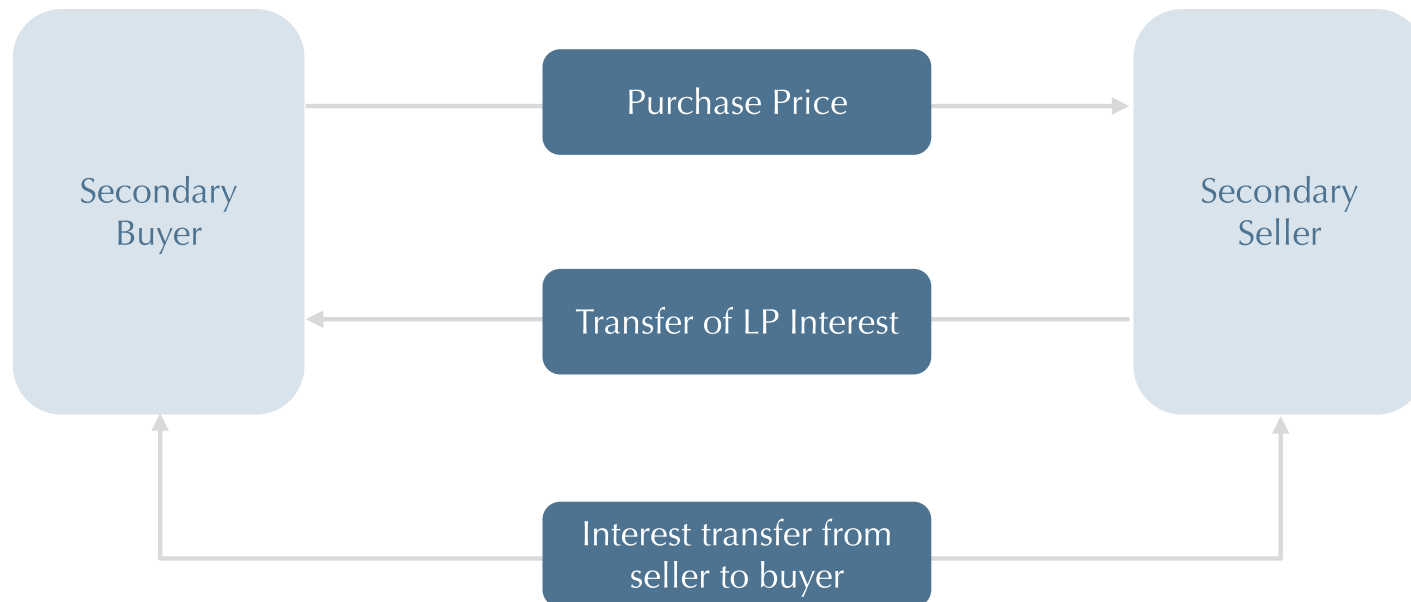 Purchase Price
Secondary
Buyer
Secondary
Seller
Transfer of LP Interest
Interest transfer from
seller to buyer